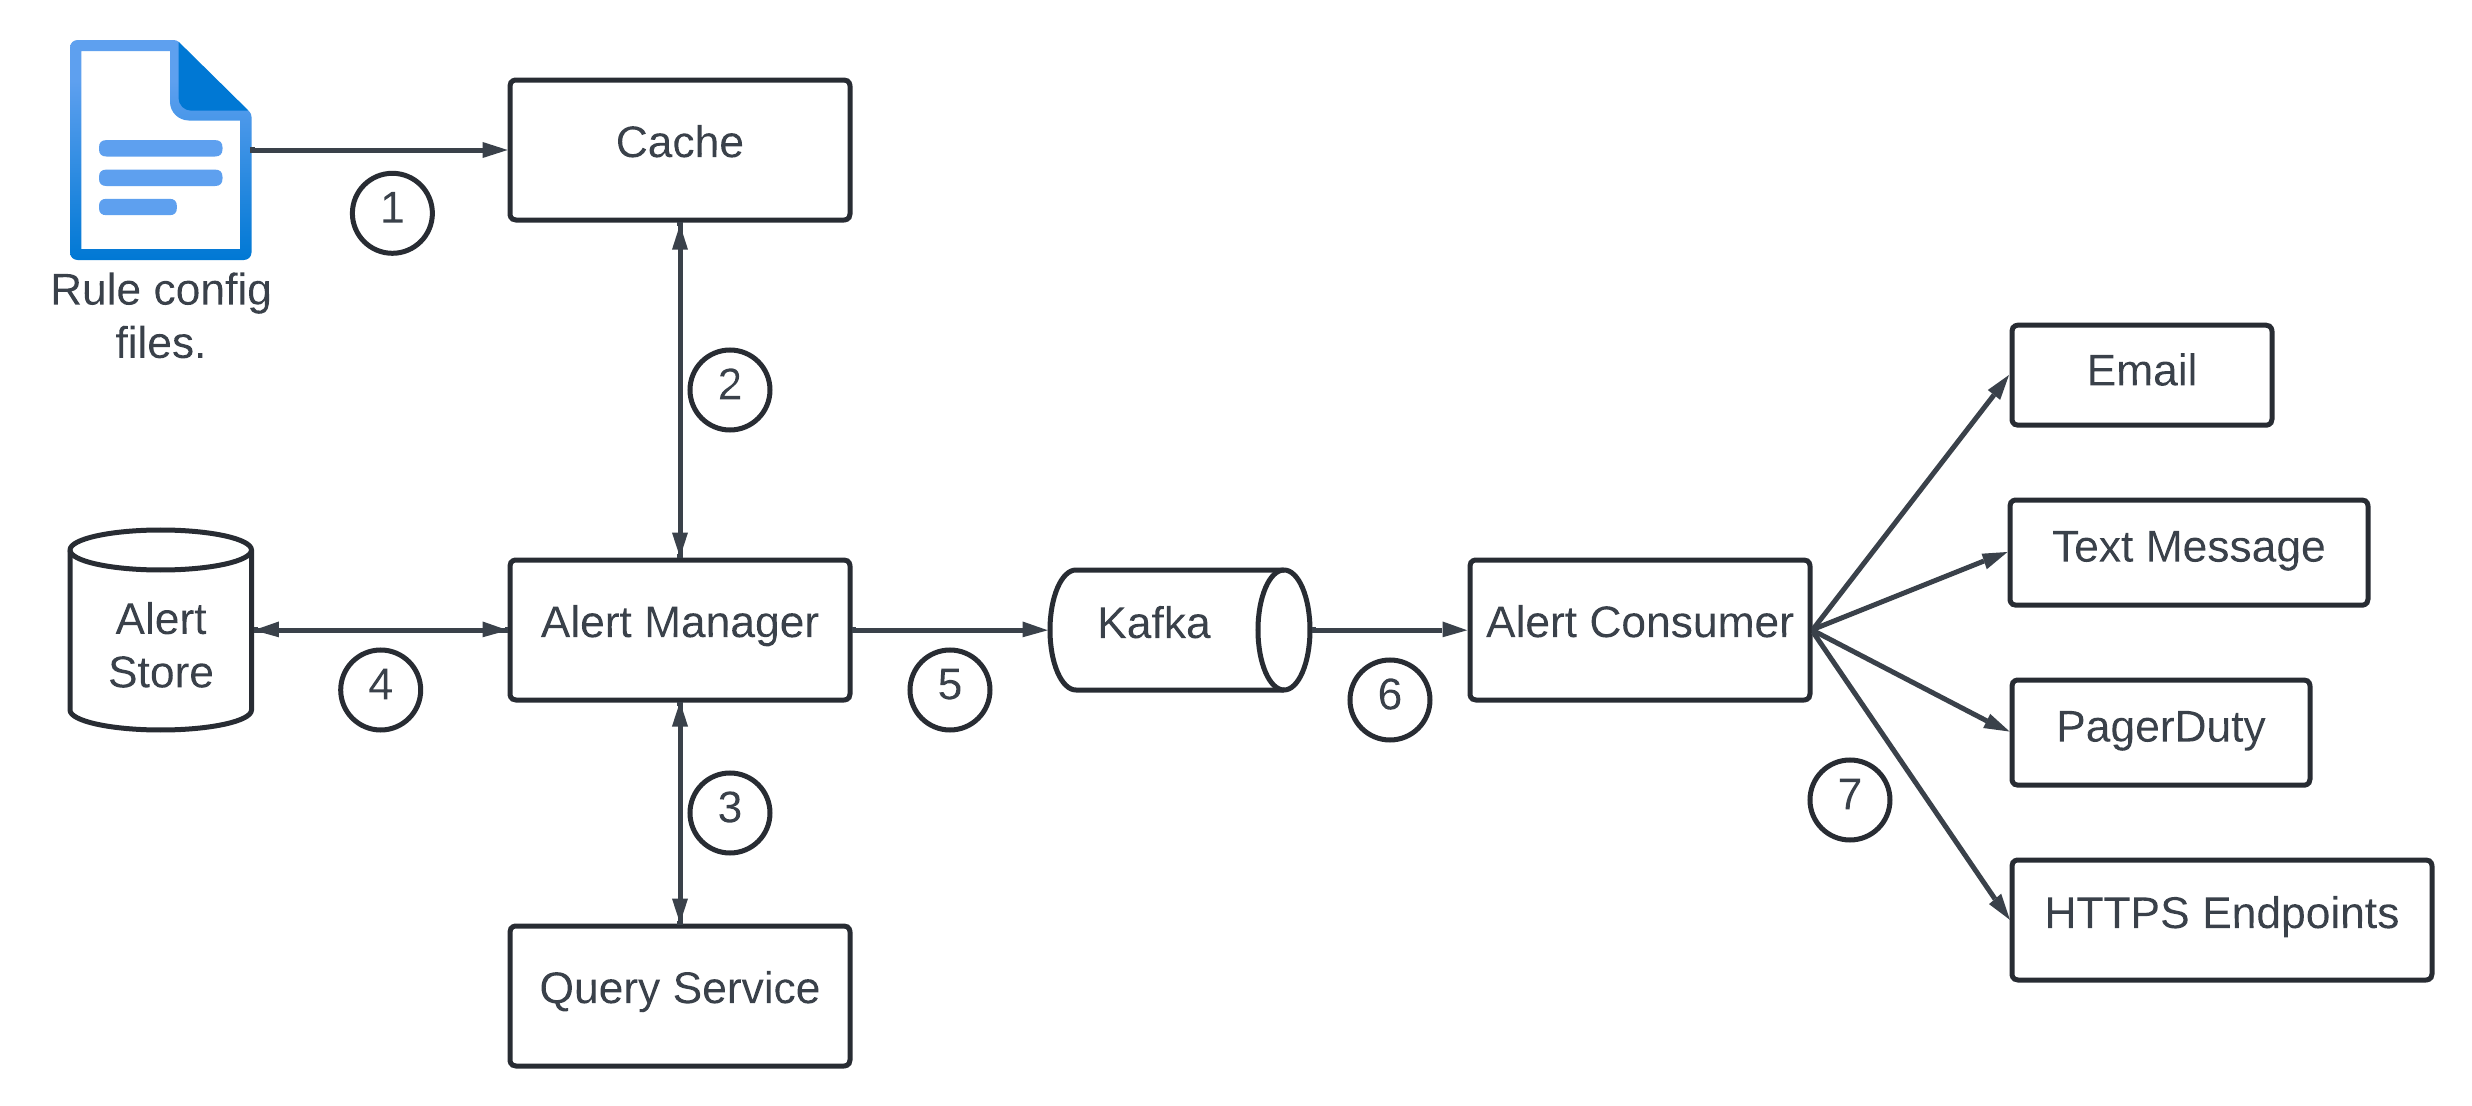 Cache
1
Rule config
files.
2
Email
Text Message
Alert
Store
4
Alert Manager
5
Kafka
6
Alert Consumer
PagerDuty
3
7
HTTPS Endpoints
Query Service